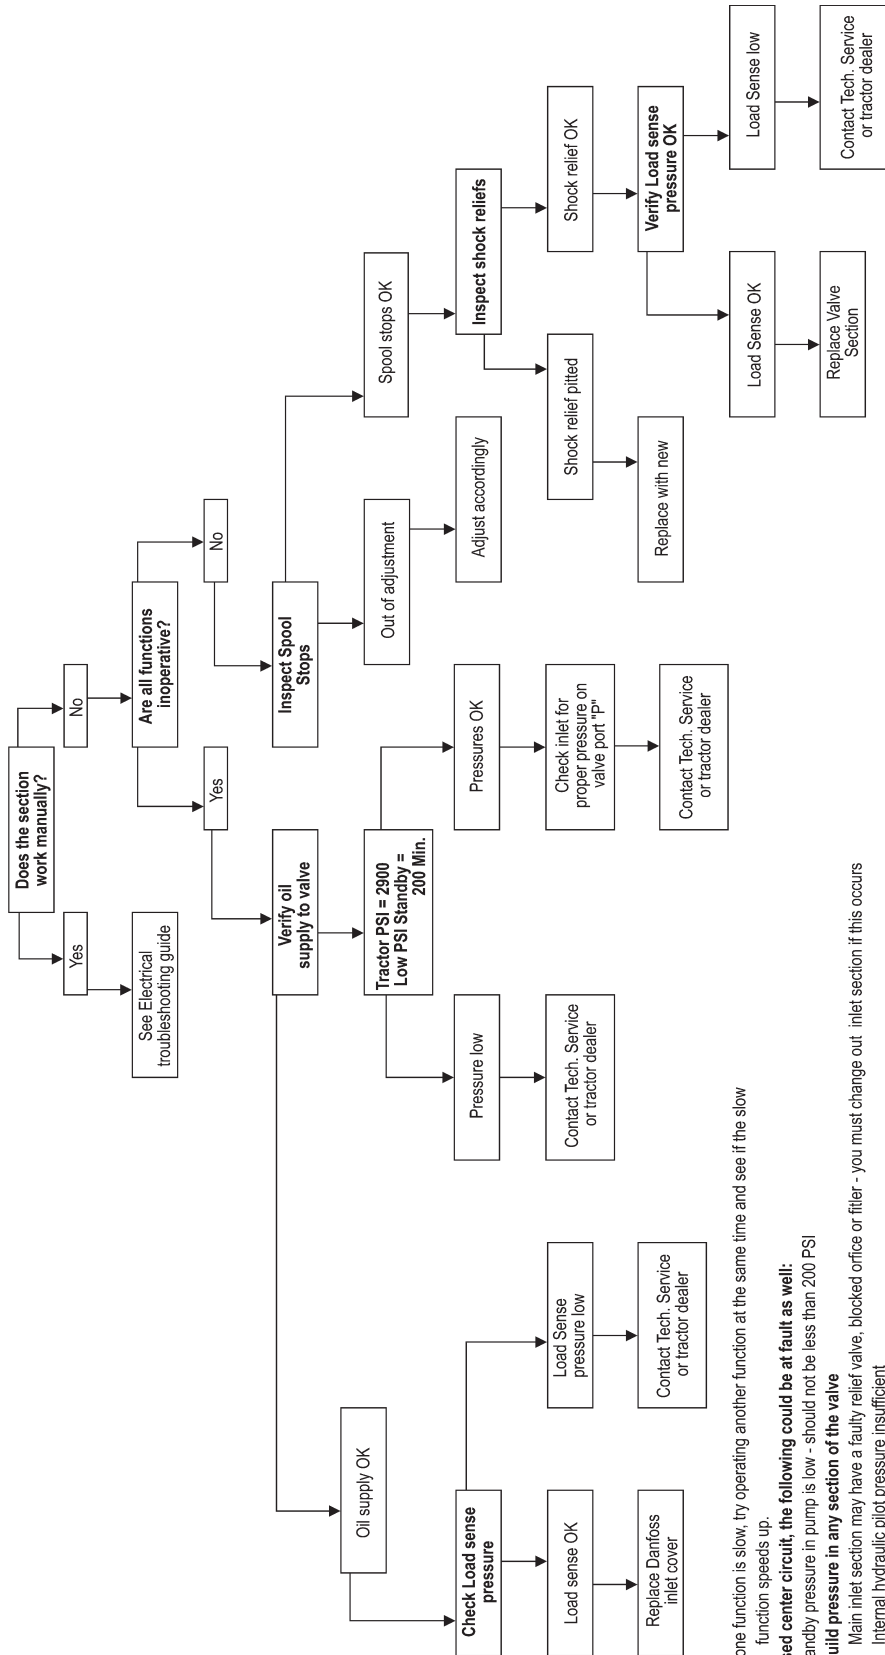 Does the section
work manually?
Yes
No
See Electrical
troubleshooting guide
Are all functions
inoperative?
Yes
No
Verify oil
supply to valve
Inspect Spool
Stops
Oil supply OK
Tractor PSI = 2900
Low PSI Standby =
200 Min.
Out of adjustment
Spool stops OK
Check Load sense
pressure
Pressure low
Pressures OK
Adjust accordingly
Inspect shock reliefs
Load sense OK
Load Sense
pressure low
Contact Tech. Service
or tractor dealer
Check inlet for
proper pressure on
valve port "P"
Shock relief pitted
Shock relief OK
Replace Danfoss
inlet cover
Contact Tech. Service
or tractor dealer
Contact Tech. Service
or tractor dealer
Replace with new
Verify Load sense
pressure OK
Load Sense OK
Load Sense low
Replace Valve
Section
Contact Tech. Service
or tractor dealer
one function is slow, try operating another function at the same time and see if the slow
function speeds up.
sed center circuit, the following could be at fault as well:
andby pressure in pump is low - should not be less than 200 PSI
uild pressure in any section of the valve
Main inlet section may have a faulty relief valve, blocked orfice or fitler - you must change out inlet section if this occurs
Internal hydraulic pilot pressure insufficient